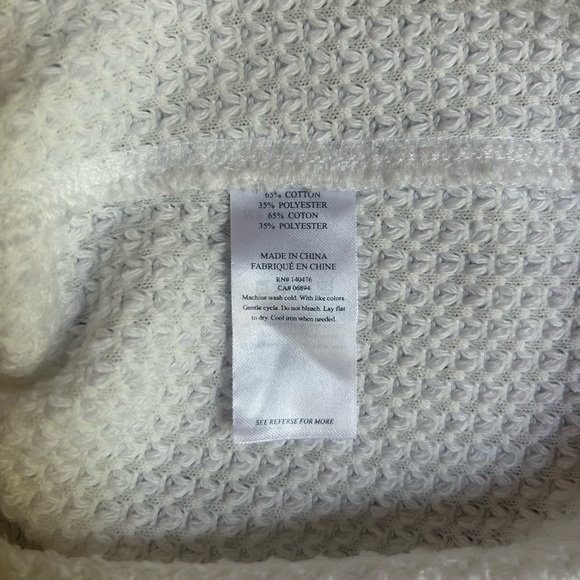 65% COTTON
35% POLYESTER
65% COTON
35% POLYESTER
MADE IN CHINA
FABRIQUÉ EN CHINE
RN# 140476
CA# 06894
Machine wash cold. With like colors.
Gentle cycle. Do not bleach. Lay flat
to dry. Cool iron when needed.
SEE REVERSE FOR MORE